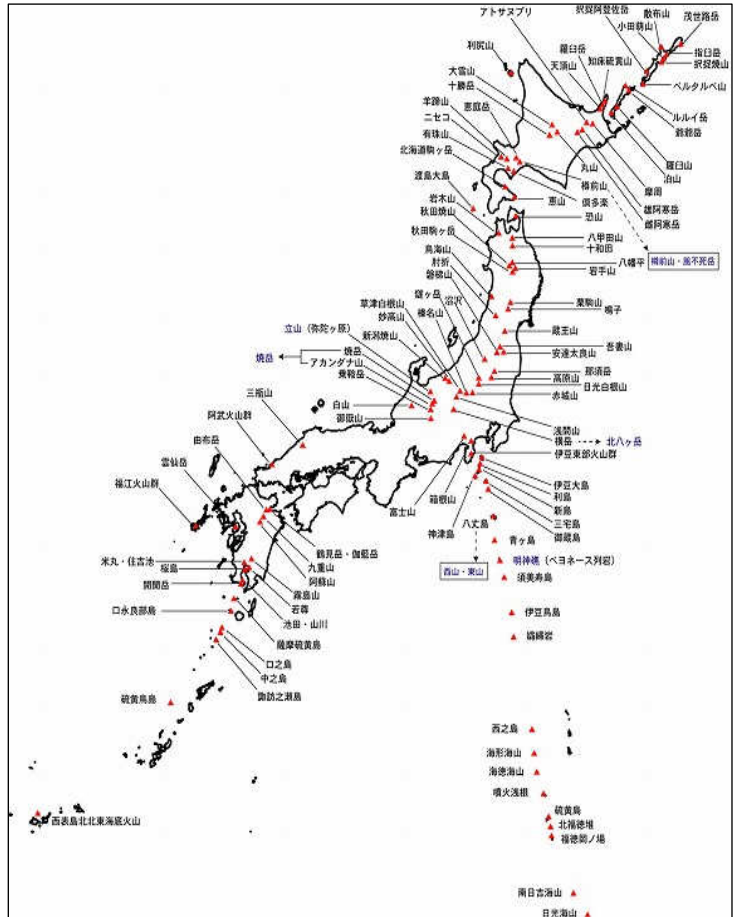 アトサヌプリ
択捉阿登佐岳
散布山
小田萌山
茂世路岳
利尻山
羅臼岳
指臼岳
天頂山
知床硫黄山
択捉焼山
大雪山
十勝岳
恵庭岳
ベルタルベ山
羊蹄山
ルルイ岳
ニセコ
爺爺岳
有珠山
北海道駒ヶ岳
丸山
羅臼山
渡島大島
樽前山
泊山
岩木山
恵山
倶多楽
摩周
秋田焼山
恐山
雄阿寒岳
雌阿寒岳
秋田駒ヶ岳
八甲田山
十和田
鳥海山
八幡平
樽前山・風不死岳
肘折
岩手山
磐梯山
沼沢
燧ヶ岳
栗駒山
草津白根山
榛名山
鳴子
妙高山
蔵王山
立山（弥陀ヶ原）
新潟焼山
吾妻山
焼岳
焼岳
安達太良山
アカンダナ山
那須岳
乗鞍岳
高原山
三瓶山
日光白根山
白山
赤城山
阿武火山群
御嶽山
浅間山
由布岳
横岳
北八ヶ岳
雲仙岳
伊豆東部火山群
福江火山群
富士山
箱根山
伊豆大島
利島
神津島
新島
八丈島
三宅島
御蔵島
鶴見岳・伽藍岳
青ヶ島
米丸・住吉池
九重山
明神礁（ベヨネース列岩）
桜島
阿蘇山
西山・東山
須美寿島
開聞岳
霧島山
若尊
口永良部島
池田・山川
伊豆鳥島
薩摩硫黄島
孀婦岩
口之島
中之島
諏訪之瀬島
硫黄鳥島
西之島
海形海山
海徳海山
噴火浅根
硫黄島
西表島北北東海底火山
北福徳堆
福徳岡ノ場
南日吉海山
日光海山